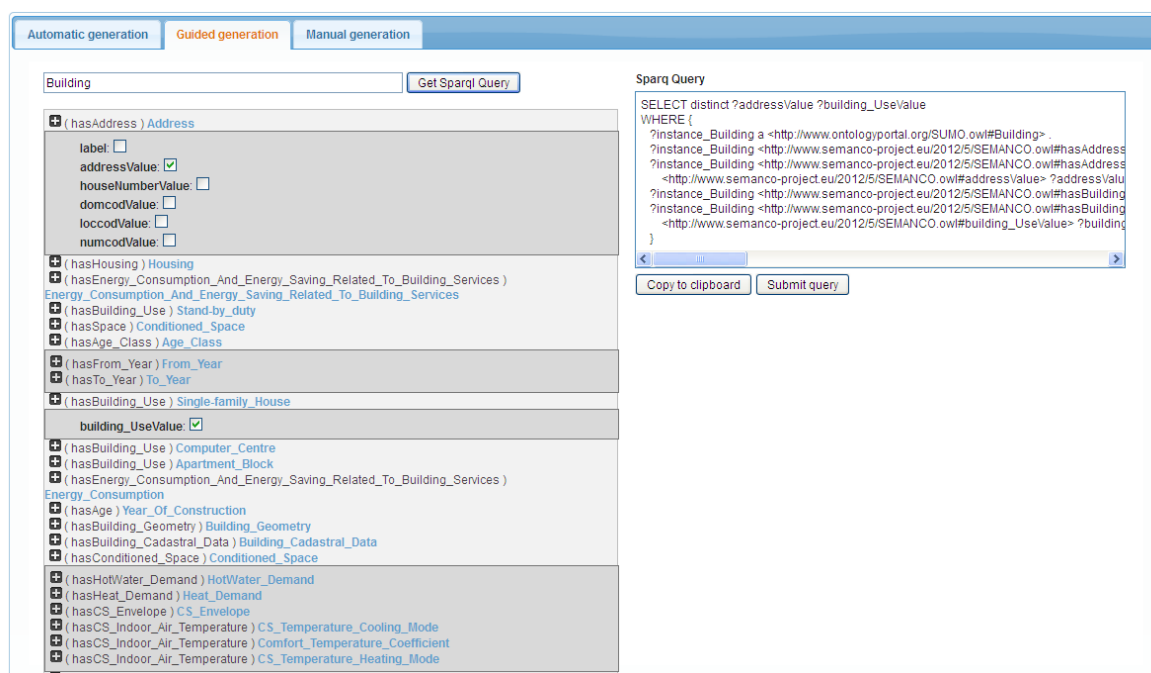 Automatic generation Guided generation Manual generation
Building Get Sparql Query
( hasAddress ) Address
label:
addressValue:
houseNumberValue:
domcodValue:
loccodValue:
numcodValue:
( hasHousing ) Housing
( hasEnergy_Consumption_And_Energy_Saving_Related_To_Building_Services )
Energy_Consumption_And_Energy_Saving_Related_To_Building_Services
( hasBuilding_Use ) Stand-by_duty
( hasSpace ) Conditioned_Space
( hasAge_Class ) Age_Class
( hasFrom_Year ) From_Year
( hasTo_Year ) To_Year
( hasBuilding_Use ) Single-family_House
building_UseValue:
( hasBuilding_Use ) Computer_Centre
( hasBuilding_Use ) Apartment_Block
( hasEnergy_Consumption_And_Energy_Saving_Related_To_Building_Services )
Energy_Consumption
( hasAge ) Year_Of_Construction
( hasBuilding_Geometry ) Building_Geometry
( hasBuilding_Cadastral_Data ) Building_Cadastral_Data
( hasConditioned_Space ) Conditioned_Space
( hasHotWater_Demand ) HotWater_Demand
( hasHeat_Demand ) Heat_Demand
( hasCS_Envelope ) CS_Envelope
( hasCS_Indoor_Air_Temperature ) CS_Temperature_Cooling_Mode
( hasCS_Indoor_Air_Temperature ) Comfort_Temperature_Coefficient
( hasCS_Indoor_Air_Temperature ) CS_Temperature_Heating_Mode
Sparq Query
SELECT distinct ?addressValue ?building_UseValue
WHERE {
?instance_Building a <http://www.ontologyportal.org/SUMO.owl#Building> .
?instance_Building <http://www.semanco-project.eu/2012/5/SEMANCO.owl#hasAddress
?instance_Building <http://www.semanco-project.eu/2012/5/SEMANCO.owl#hasAddress
<http://www.semanco-project.eu/2012/5/SEMANCO.owl#addressValue> ?addressValu
?instance_Building <http://www.semanco-project.eu/2012/5/SEMANCO.owl#hasBuilding
?instance_Building <http://www.semanco-project.eu/2012/5/SEMANCO.owl#hasBuilding
<http://www.semanco-project.eu/2012/5/SEMANCO.owl#building_UseValue> ?building
}
Copy to clipboard Submit query